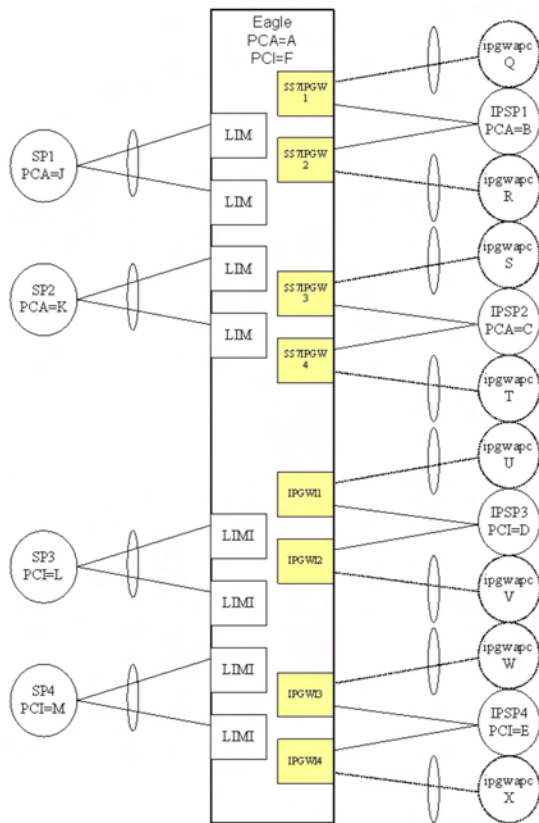 Eagle
PCA=A
PCI=F
SS7IPGW
1
ipgwapc
Q
IPSP1
PCA=B
LIM
SP1
PCA=J
SS7IPGW
2
LIM
ipgwapc
R
LIM
ipgwapc
S
SP2
PCA=K
SS7IPGW
3
LIM
IPSP2
PCA=C
SS7IPGW
4
ipgwapc
T
ipgwapc
U
IPGWI1
LIMI
IPSP3
PCI=D
SP3
PCI=L
IPGWI2
LIMI
ipgwapc
V
LIMI
ipgwapc
W
SP4
PCI=M
IPGWI3
LIMI
IPSP4
PCI=E
IPGWI4
ipgwapc
X